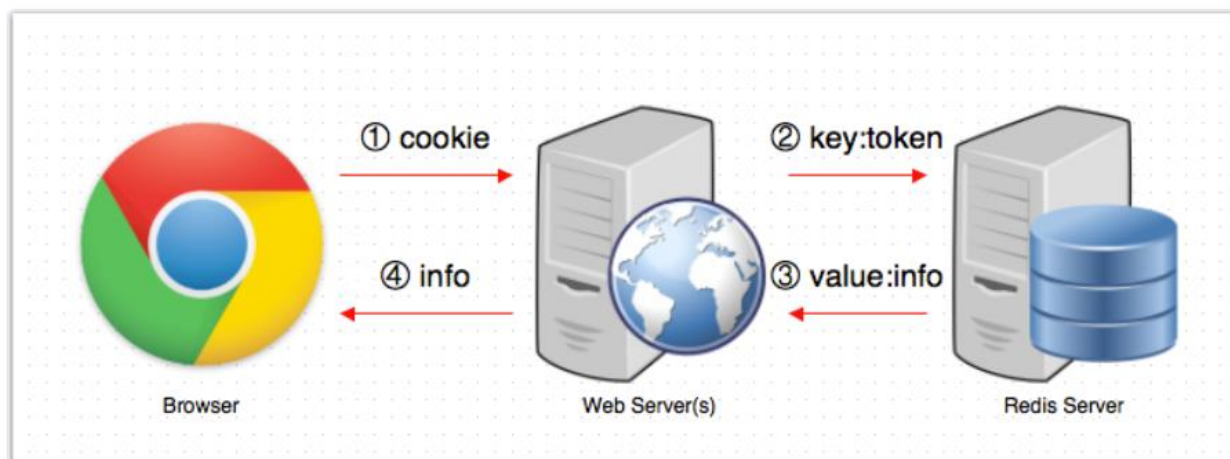 ① cookie
② key:token
④ info
③ value:info
Browser
Web Server(s)
Redis Server